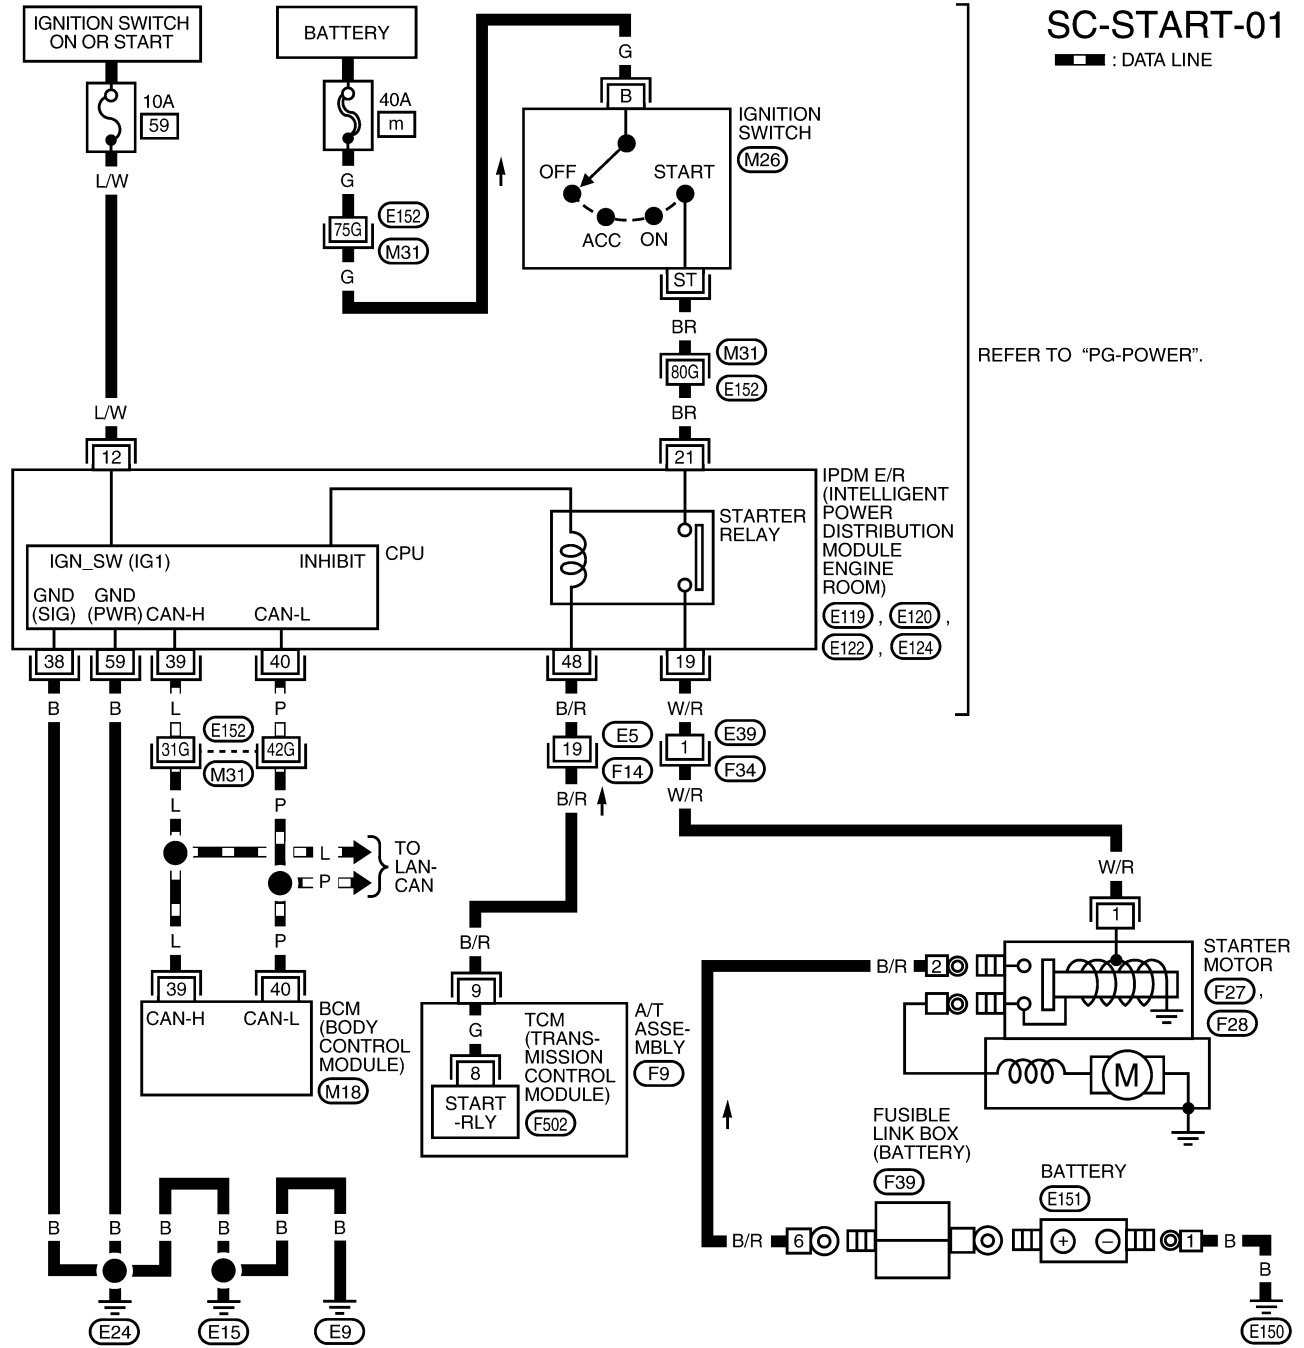 SC-START-01
: DATA LINE
IGNITION SWITCH
ON OR START
BATTERY
10A
59
40A
m
L/W
G
75G
E152
M31
G
G
B
IGNITION
SWITCH
M26
OFF
START
ACC
ON
ST
BR
M31
80G
E152
BR
REFER TO “PG-POWER”.
L/W
12
21
IPDM E/R
(INTELLIGENT
POWER
DISTRIBUTION
MODULE
ENGINE
ROOM)
E119 , E120 ,
E122 , E124
STARTER
RELAY
CPU
IGN_SW (IG1)
INHIBIT
GND
(SIG)
GND
(PWR)
CAN-H
CAN-L
38
59
39
40
48
19
B
B
L
P
B/R
W/R
31G
E152
M31
42G
19
E5
F14
1
E39
F34
L
P
B/R
W/R
L
P
TO
LAN-
CAN
L
P
39
40
CAN-H
CAN-L
BCM
(BODY
CONTROL
MODULE)
M18
B/R
9
G
8
START
-RLY
TCM
(TRANS-
MISSION
CONTROL
MODULE)
F502
A/T
ASSE-
MBLY
F9
W/R
1
B/R
2
STARTER
MOTOR
F27 ,
F28
M
FUSIBLE
LINK BOX
(BATTERY)
F39
BATTERY
E151
B/R
6
+
–
1
B
B
E150
B
B
B
B
B
B
E24
E15
E9